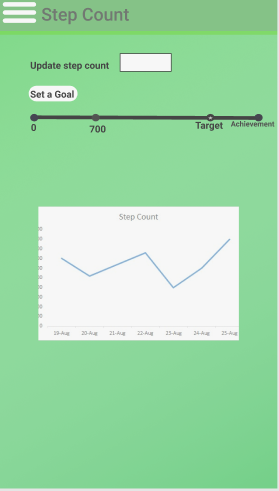 Step Count
Update step count
Set a Goal
0 700 Target Achievement
Step Count
0
19-Aug 20-Aug 21-Aug 22-Aug 23-Aug 24-Aug 25-Aug